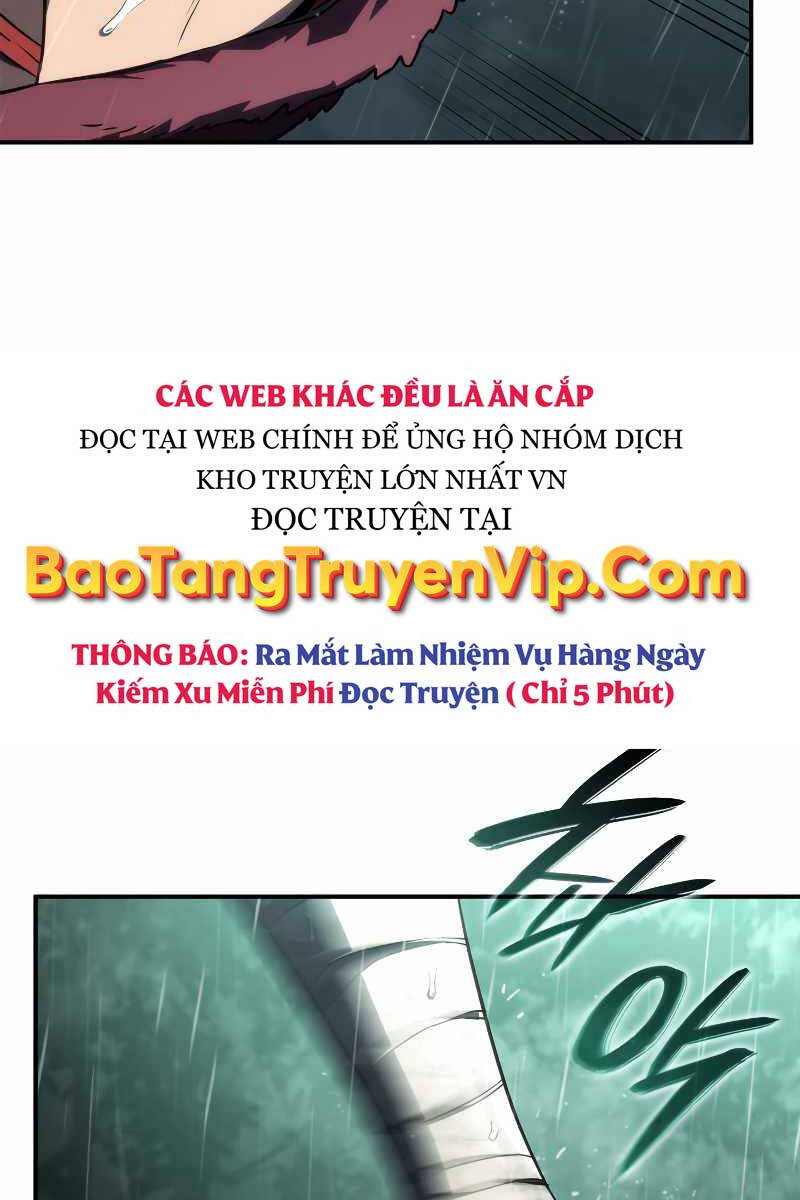 CÁC WEB KHÁC ĐỀU LÀ ĂN CẮP
ĐỌC TẠI WEB CHÍNH ĐỂ ỦNG HỘ NHÓM DỊCH
KHO TRUYỆN LỚN NHẤT VN
ĐỌC TRUYỆN TẠI
BaoTangTruyenVip.Com
THÔNG BÁO: Ra Mắt Làm Nhiệm Vụ Hàng Ngày
Kiếm Xu Miễn Phí Đọc Truyện ( Chỉ 5 Phút)
촤악